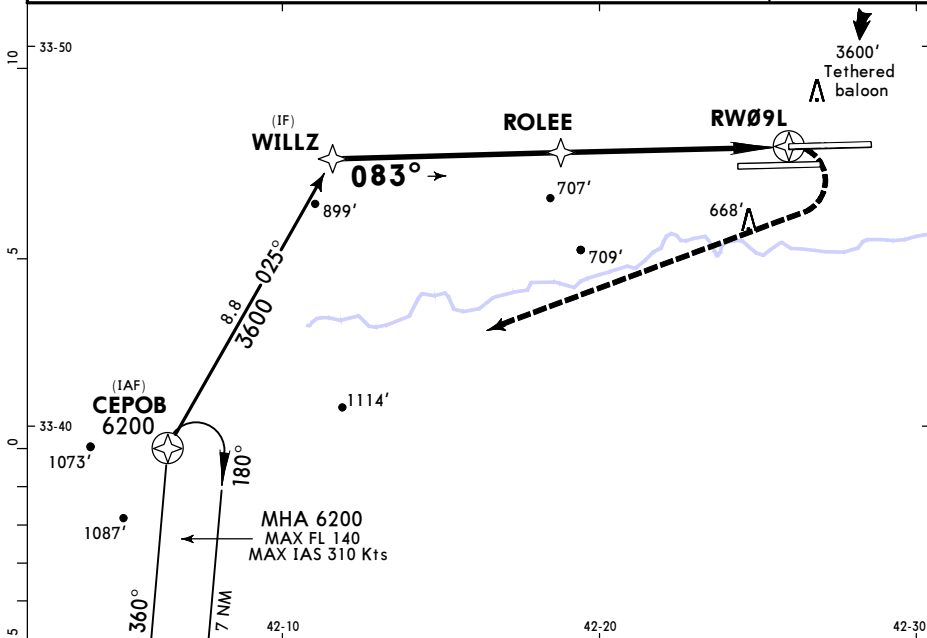 10
33-50
3600'
Tethered
baloon
(IF)
WILLZ
ROLEE
RWØ9L
083°
899'
707'
668'
709'
5
8.8
3600
025°
(IAF)
CEPOB
6200
33-40
0
1073'
1114'
180°
1087'
MHA 6200
MAX FL 140
MAX IAS 310 Kts
360°
7 NM
5
42-10
42-20
42-30